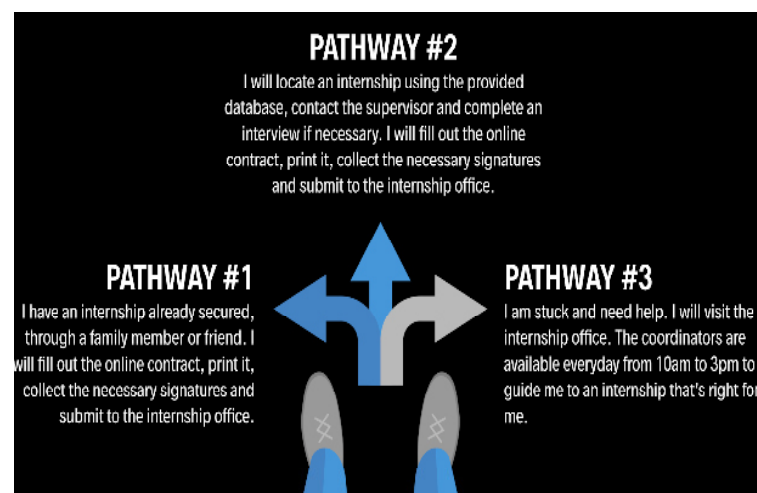 PATHWAY #2
I will locate an internship using the provided
database, contact the supervisor and complete an
interview if necessary. I will fill out the online
contract, print it, collect the necessary signatures
and submit to the internship office.
PATHWAY #1
I have an internship already secured,
through a family member or friend. I
will fill out the online contract, print it,
collect the necessary signatures and
submit to the internship office.
PATHWAY #3
I am stuck and need help. I will visit the
internship office. The coordinators are
available everyday from 10am to 3pm to
guide me to an internship that's right for
me.